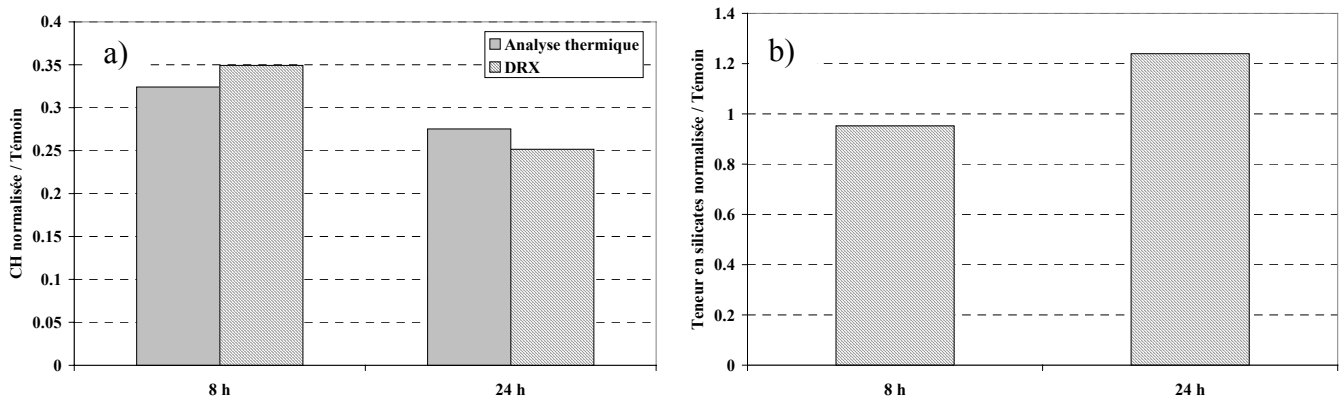 a)
CH normalisée / Témoin
0.4
0.35
0.3
0.25
0.2
0.15
0.1
0.05
0
Analyse thermique
DRX
8 h
24 h
b)
Teneur en silicates normalisée / Témoin
1.4
1.2
1
0.8
0.6
0.4
0.2
0
8 h
24 h